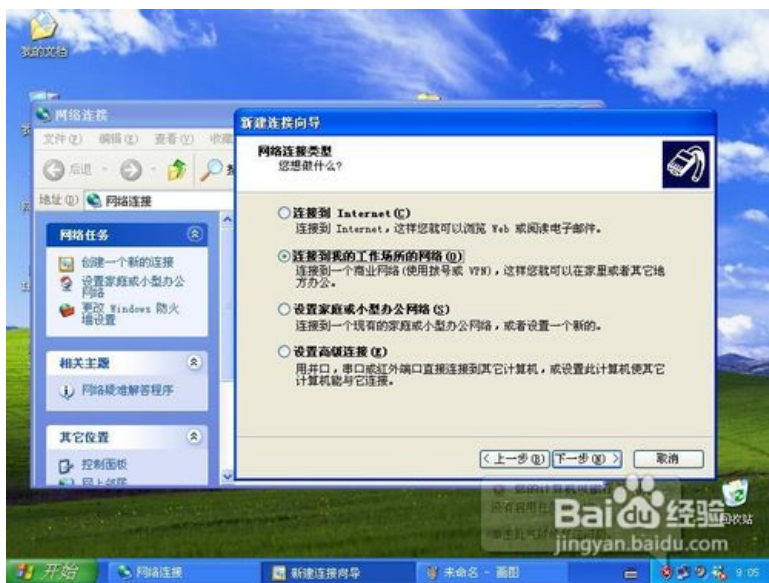 我的文档
网络连接
文件(F) 编辑(E) 查看(V) 收藏
后退
地址(D) 网络连接
网络任务
创建一个新的连接
设置家庭或小型办公
网络
更改 Windows 防火
墙设置
相关主题
网络疑难解答程序
其它位置
控制面板
网上邻居
新建连接向导
网络连接类型
您想做什么?
连接到 Internet(C)
连接到 Internet,这样您就可以浏览 Web 或阅读电子邮件。
连接到我的工作场所的网络(O)
连接到一个商业网络(使用拨号或 VPN),这样您就可以在家里或者其它地
方办公。
设置家庭或小型办公网络(S)
连接到一个现有的家庭或小型办公网络,或者设置一个新的。
设置高级连接(E)
用并口,串口或红外端口直接连接到其它计算机,或设置此计算机使其它
计算机能与它连接。
<上一步(B) 下一步(N)> 取消
回收站
Baidu经验
jingyan.baidu.com
开始 网络连接 新建连接向导 未命名 - 画图 9:05